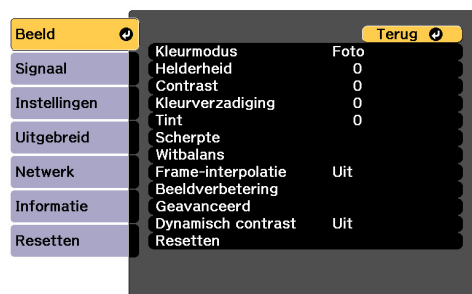 Beeld
Signaal
Instellingen
Uitgebreid
Netwerk
Informatie
Resetten
Terug
Kleurmodus Foto
Helderheid 0
Contrast 0
Kleurverzadiging 0
Tint 0
Scherpte
Witbalans
Frame-interpolatie Uit
Beeldverbetering
Geavanceerd
Dynamisch contrast Uit
Resetten